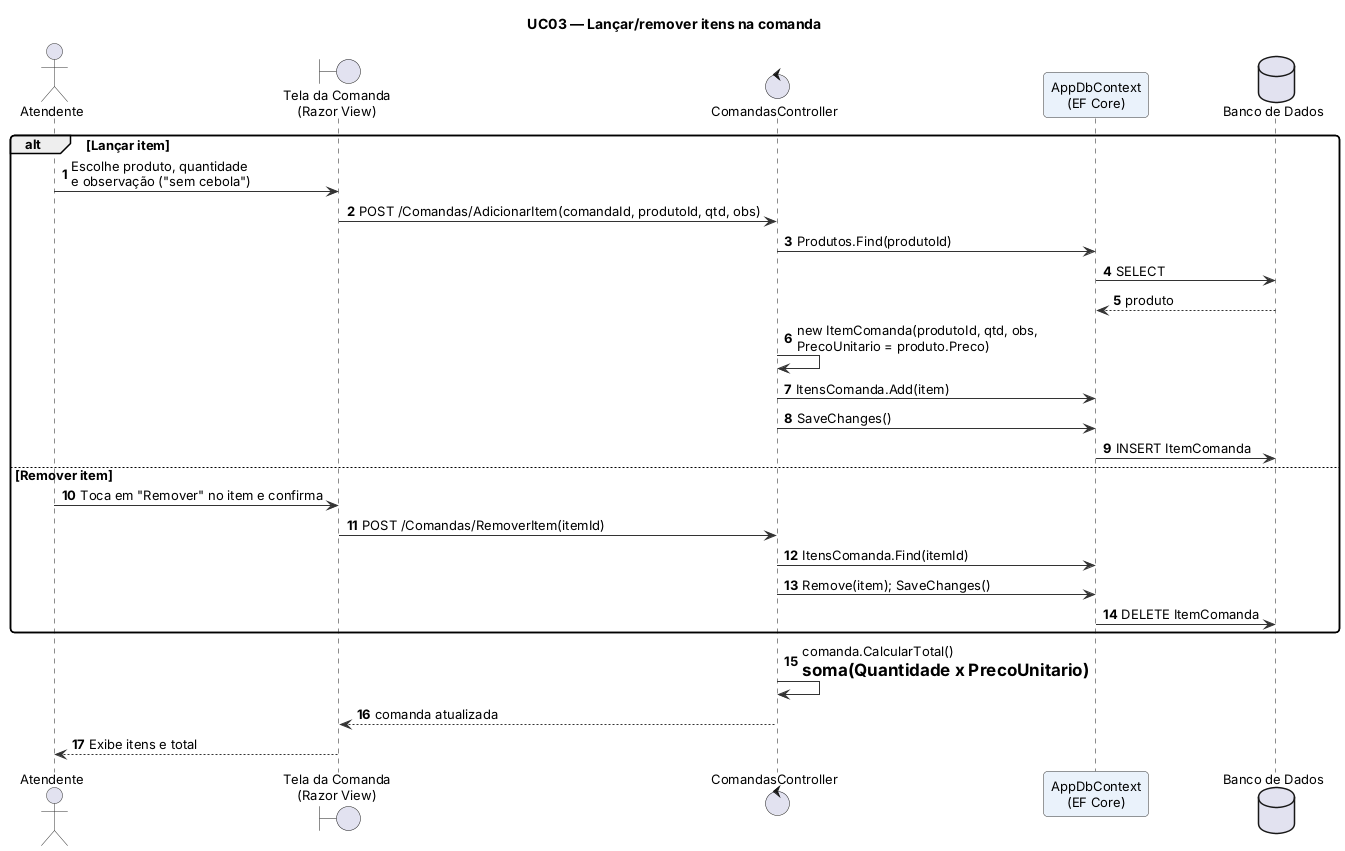 UC03 — Lançar/remover itens na comanda
Atendente
Tela da Comanda
(Razor View)
ComandasController
AppDbContext
(EF Core)
Banco de Dados
alt
[Lançar item]
1 Escolhe produto, quantidade
e observação ("sem cebola")
2 POST /Comandas/AdicionarItem(comandaId, produtoId, qtd, obs)
3 Produtos.Find(produtoId)
4 SELECT
5 produto
6 new ItemComanda(produtoId, qtd, obs,
PrecoUnitario = produto.Preco)
7 ItensComanda.Add(item)
8 SaveChanges()
9 INSERT ItemComanda
[Remover item]
10 Toca em "Remover" no item e confirma
11 POST /Comandas/RemoverItem(itemId)
12 ItensComanda.Find(itemId)
13 Remove(item); SaveChanges()
14 DELETE ItemComanda
15 comanda.CalcularTotal()
soma(Quantidade x PrecoUnitario)
16 comanda atualizada
17 Exibe itens e total
Atendente
Tela da Comanda
(Razor View)
ComandasController
AppDbContext
(EF Core)
Banco de Dados